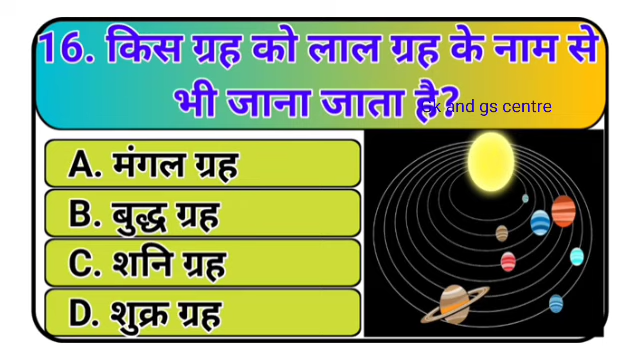 16. किस ग्रह को लाल ग्रह के नाम से
भी जाना जाता है?
Gk and gs centre
A. मंगल ग्रह
B. बुद्ध ग्रह
C. शनि ग्रह
D. शुक्र ग्रह